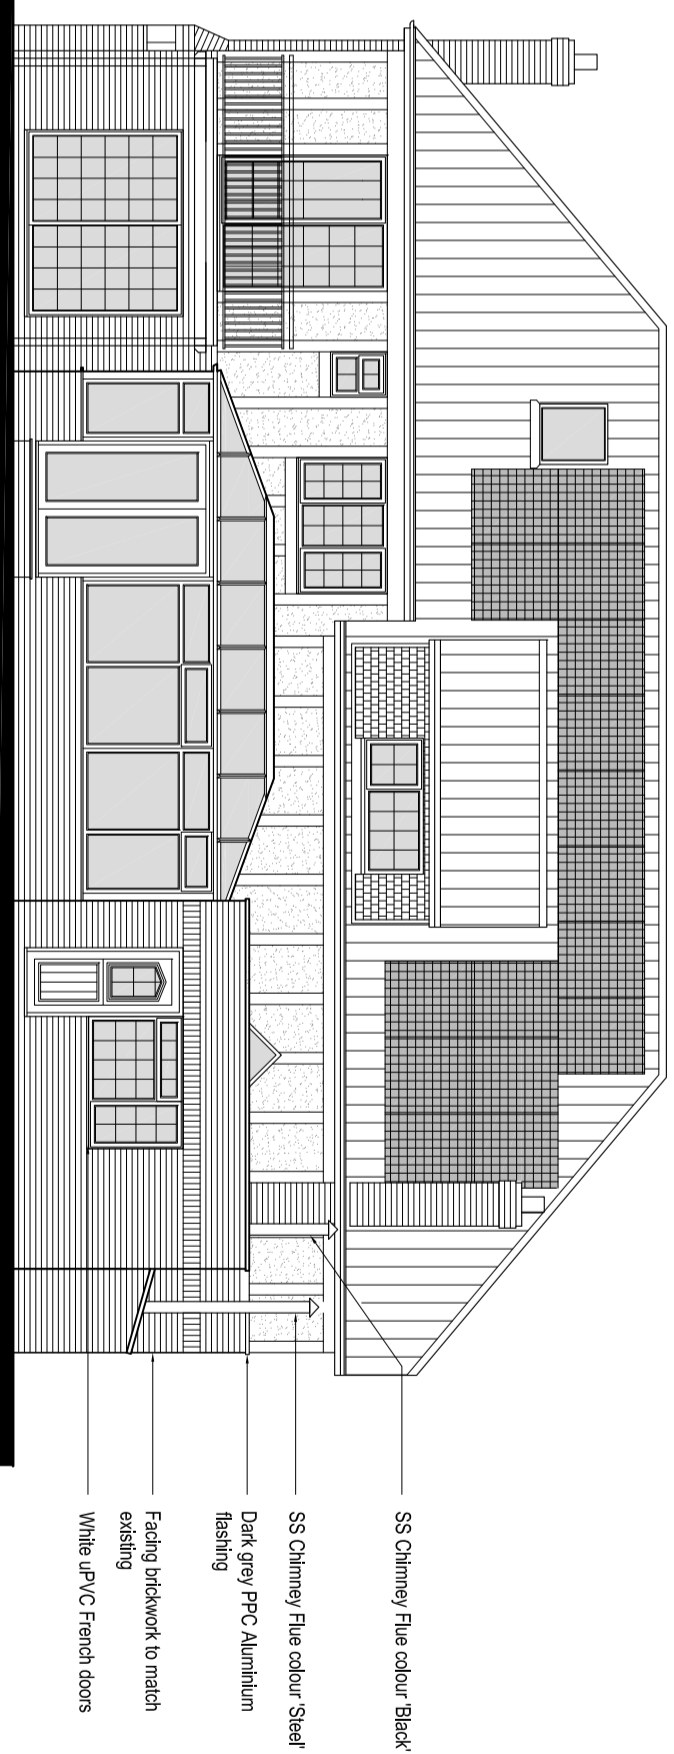 SS Chimney Flue colour 'Black'
SS Chimney Flue colour 'Steel'
Dark grey PPC Aluminium
flashing
Facing brickwork to match
existing
White uPVC French doors